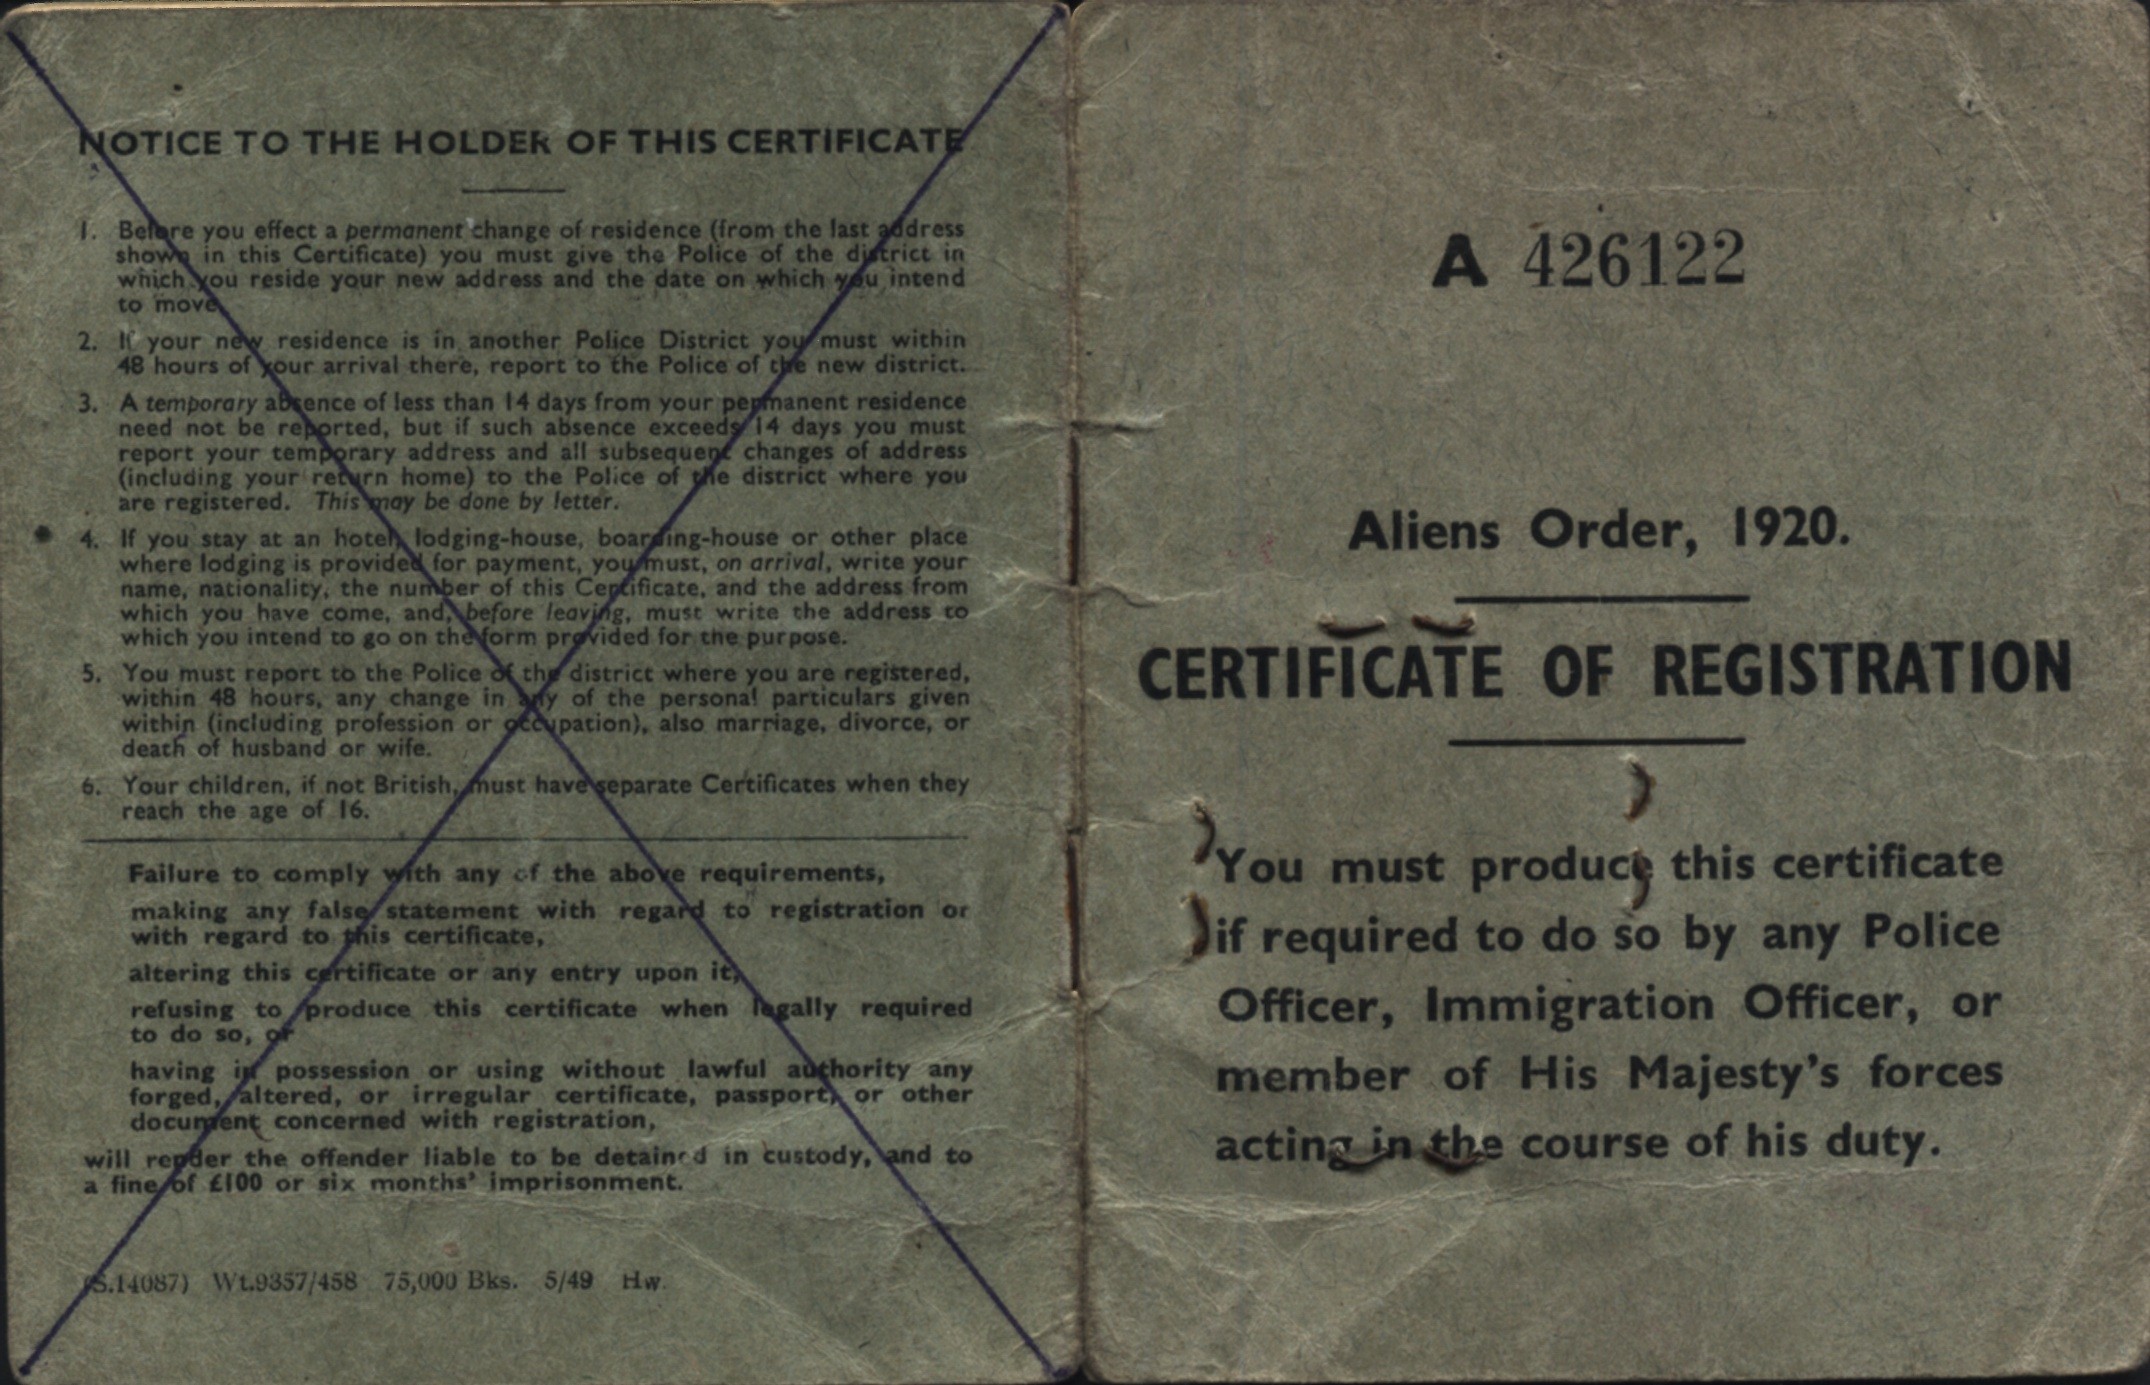 NOTICE TO THE HOLDER OF THIS CERTIFICATE
1. Before you effect a permanent change of residence (from the last address
shown in this Certificate) you must give the Police of the district in
which you reside your new address and the date on which you intend
to move.
2. If your new residence is in another Police District you must within
48 hours of your arrival there, report to the Police of the new district.
3. A temporary absence of less than 14 days from your permanent residence
need not be reported, but if such absence exceeds 14 days you must
report your temporary address and all subsequent changes of address
(including your return home) to the Police of the district where you
are registered. This may be done by letter.
4. If you stay at an hotel, lodging-house, boarding-house or other place
where lodging is provided for payment, you must, on arrival, write your
name, nationality, the number of this Certificate, and the address from
which you have come, and, before leaving, must write the address to
which you intend to go on the form provided for the purpose.
5. You must report to the Police of the district where you are registered,
within 48 hours, any change in any of the personal particulars given
within (including profession or occupation), also marriage, divorce, or
death of husband or wife.
6. Your children, if not British, must have separate Certificates when they
reach the age of 16.
Failure to comply with any of the above requirements,
making any false statement with regard to registration or
with regard to this certificate,
altering this certificate or any entry upon it,
refusing to produce this certificate when legally required
to do so, or
having in possession or using without lawful authority any
forged, altered, or irregular certificate, passport, or other
document concerned with registration,
will render the offender liable to be detained in custody, and to
a fine of £100 or six months' imprisonment.
(S.14087) Wt.9357/458 75,000 Bks. 5/49 Hw.
A 426122
Aliens Order, 1920.
CERTIFICATE OF REGISTRATION
You must produce this certificate
if required to do so by any Police
Officer, Immigration Officer, or
member of His Majesty's forces
acting in the course of his duty.